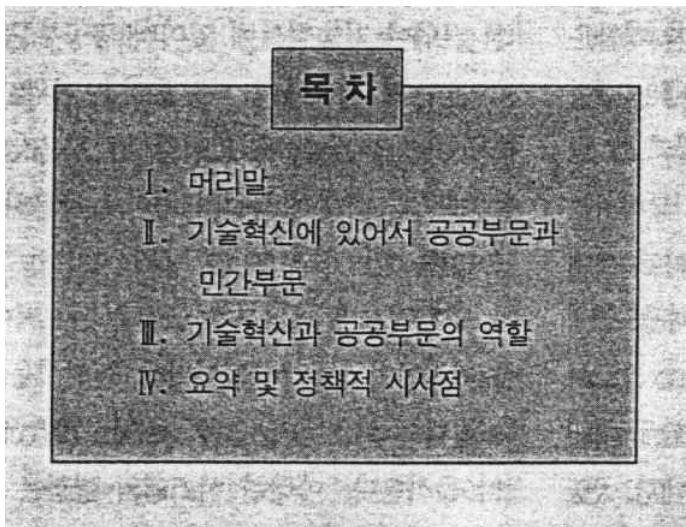 목차
Ⅰ. 머리말
Ⅱ. 기술혁신에 있어서 공공부문과
민간부문
Ⅲ. 기술혁신과 공공부문의 역할
Ⅳ. 요약 및 정책적 시사점